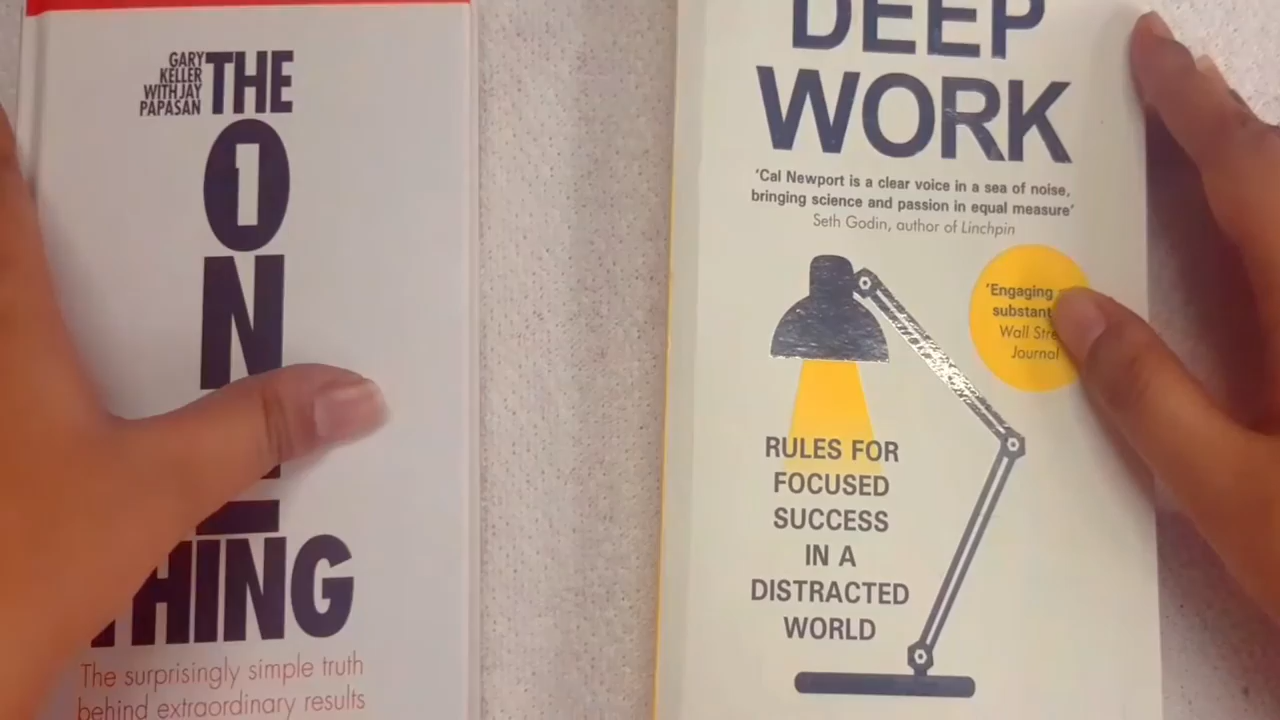 GARY
KELLER
WITH JAY
PAPASAN
THE
ON
THING
The surprisingly simple truth
behind extraordinary results
DEEP
WORK
'Cal Newport is a clear voice in a sea of noise,
bringing science and passion in equal measure'
Seth Godin, author of Linchpin
'Engaging
substant
Wall Stre
Journal
RULES FOR
FOCUSED
SUCCESS
IN A
DISTRACTED
WORLD